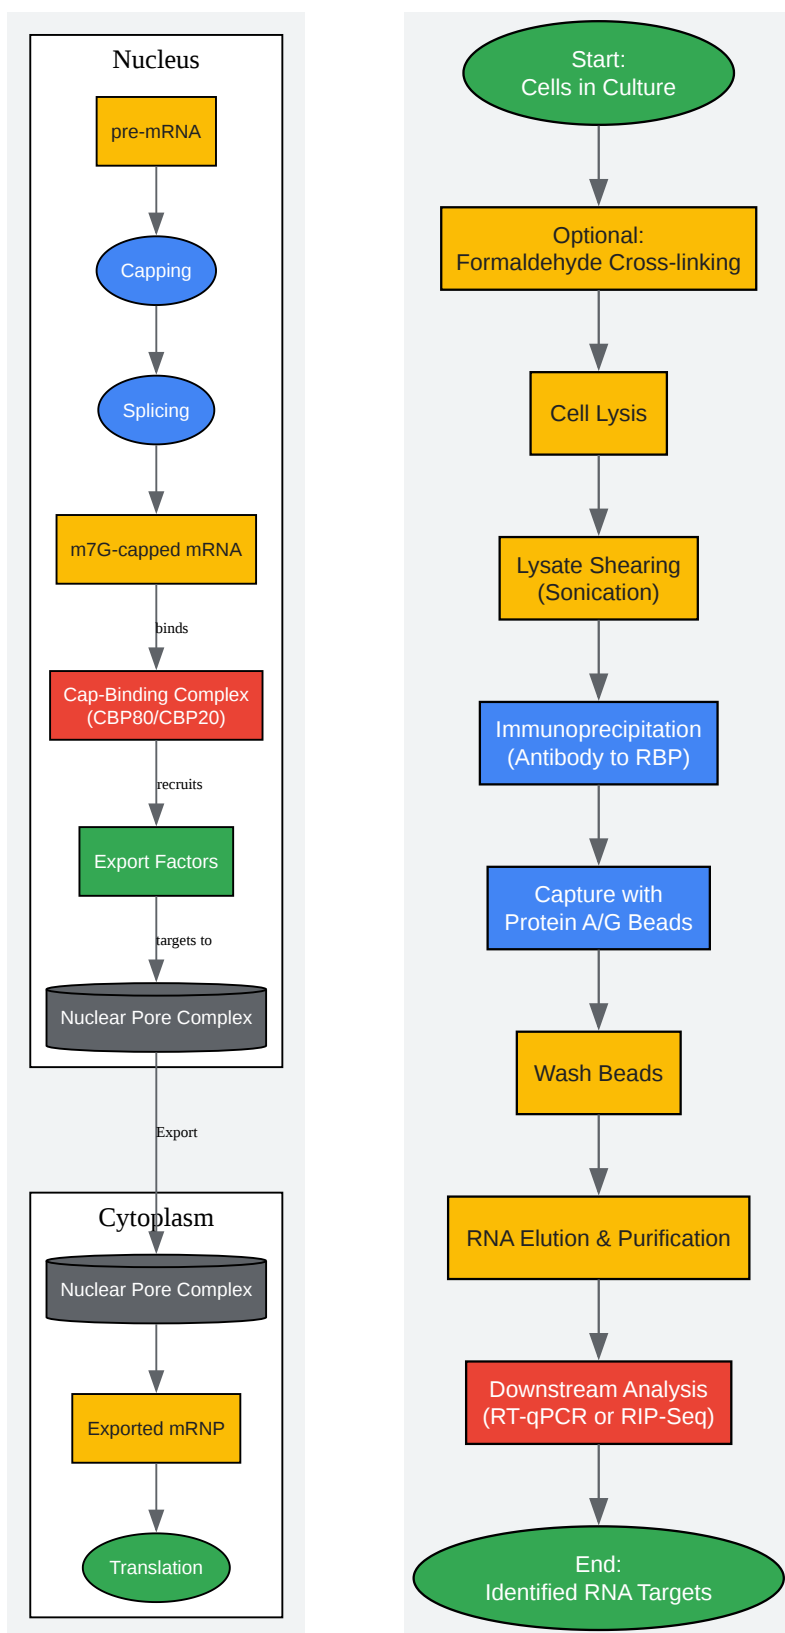 Nucleus
pre-mRNA
Capping
Splicing
m7G-capped mRNA
binds
Cap-Binding Complex
(CBP80/CBP20)
recruits
Export Factors
targets to
Nuclear Pore Complex
Export
Cytoplasm
Nuclear Pore Complex
Exported mRNP
Translation
Start:
Cells in Culture
Optional:
Formaldehyde Cross-linking
Cell Lysis
Lysate Shearing
(Sonication)
Immunoprecipitation
(Antibody to RBP)
Capture with
Protein A/G Beads
Wash Beads
RNA Elution & Purification
Downstream Analysis
(RT-qPCR or RIP-Seq)
End:
Identified RNA Targets